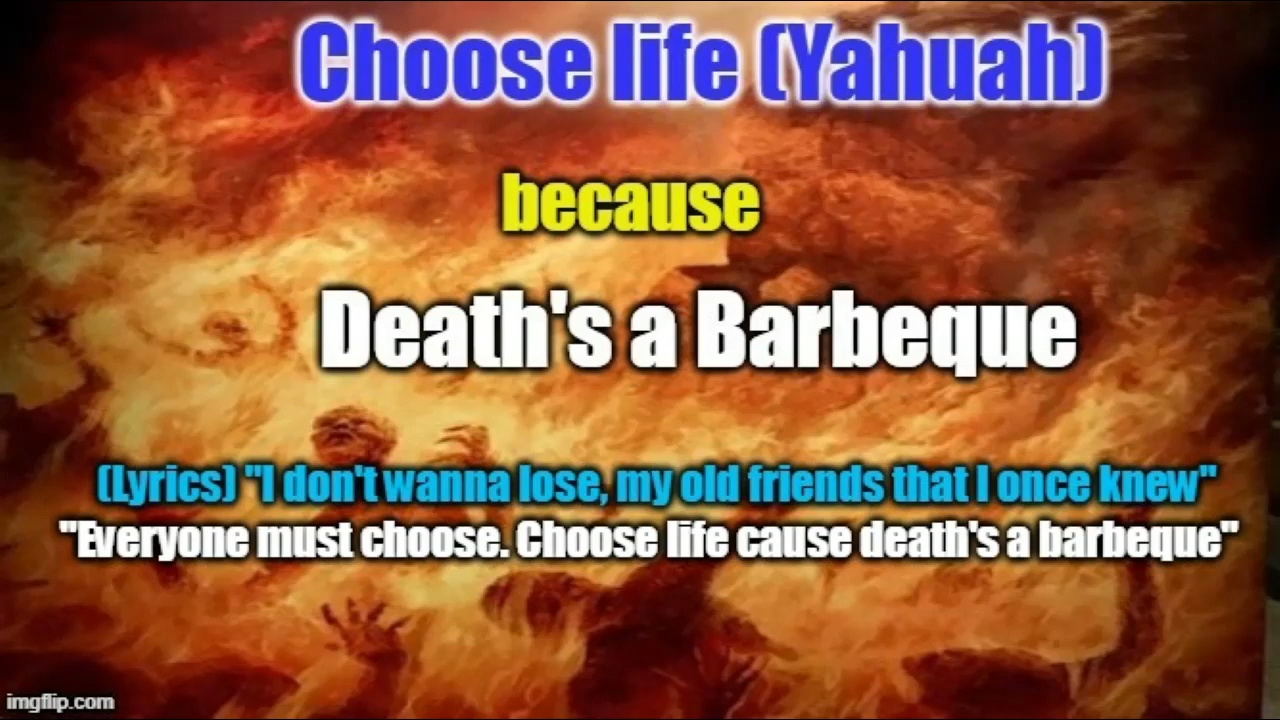 Choose life (Yahuah)
because
Death's a Barbeque
(Lyrics) "I don't wanna lose, my old friends that I once knew"
"Everyone must choose. Choose life cause death's a barbeque"
imgflip.com